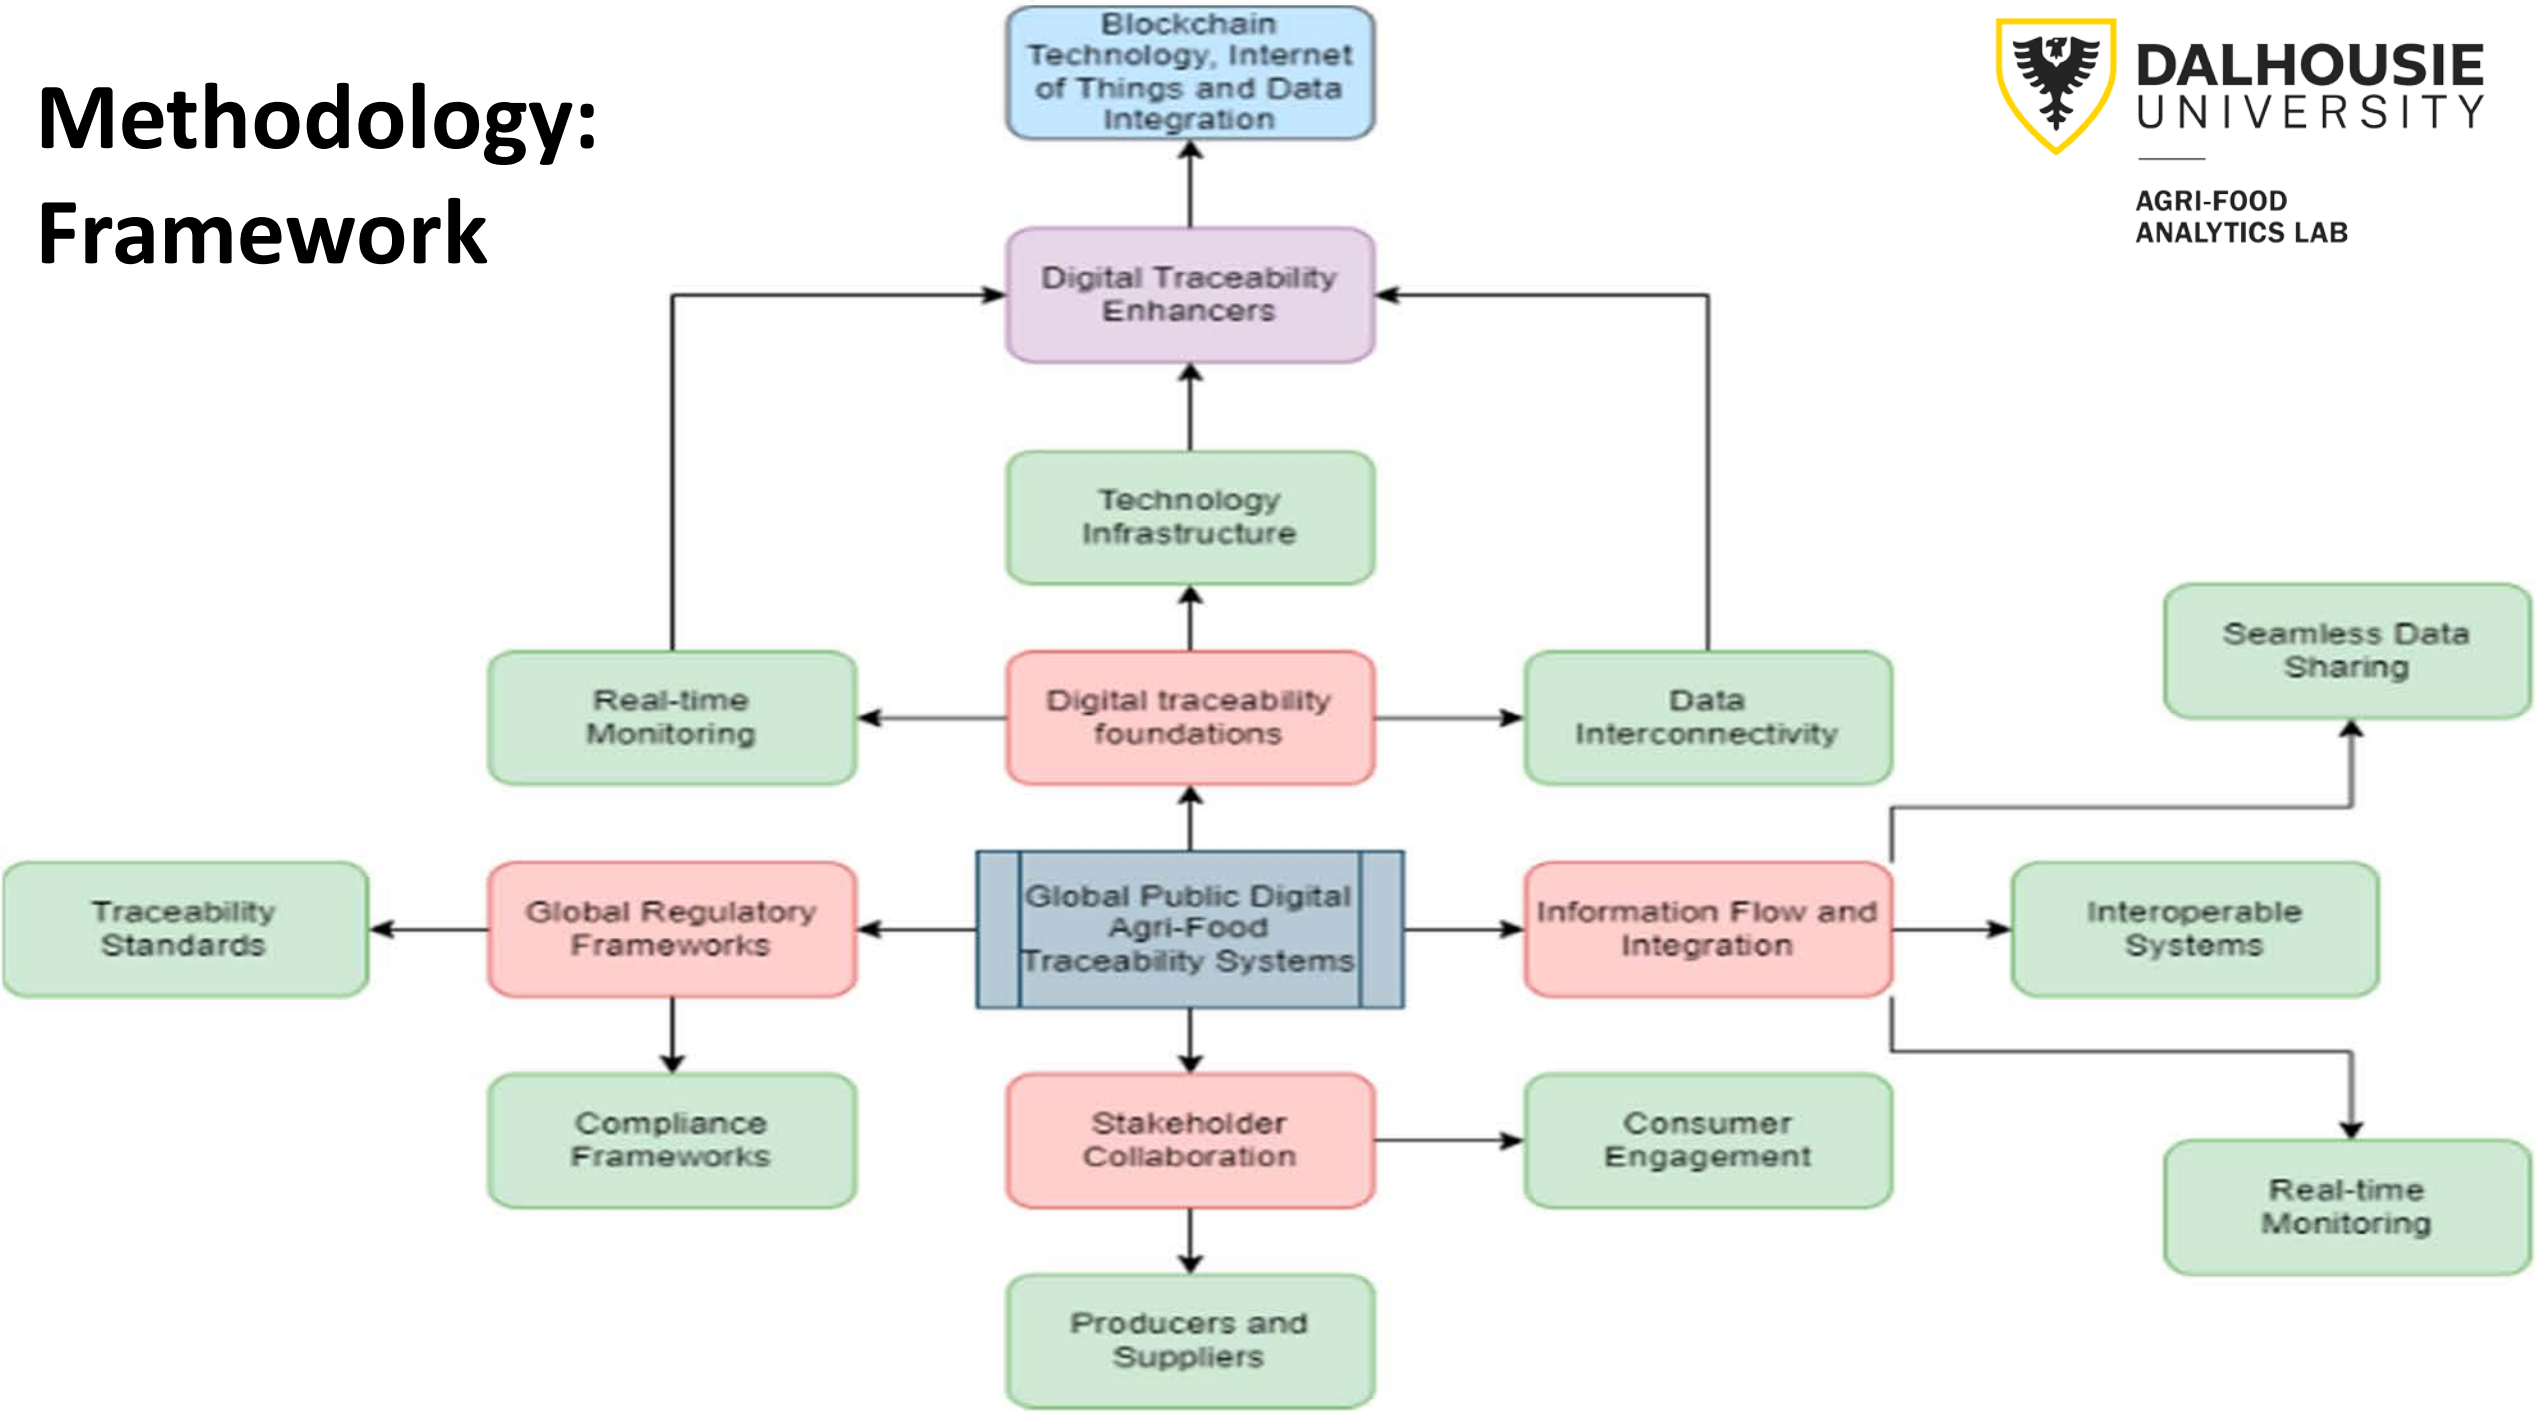 Methodology:
Framework
DALHOUSIE
UNIVERSITY
AGRI-FOOD
ANALYTICS LAB
Blockchain
Technology, Internet
of Things and Data
Integration
Digital Traceability
Enhancers
Technology
Infrastructure
Real-time
Monitoring
Digital traceability
foundations
Data
Interconnectivity
Seamless Data
Sharing
Traceability
Standards
Global Regulatory
Frameworks
Global Public Digital
Agri-Food
Traceability Systems
Information Flow and
Integration
Interoperable
Systems
Compliance
Frameworks
Stakeholder
Collaboration
Consumer
Engagement
Real-time
Monitoring
Producers and
Suppliers